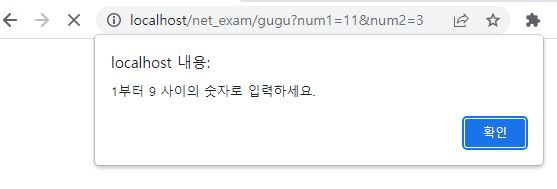 localhost/net_exam/gugu?num1=11&num2=3
localhost 내용:
1부터 9 사이의 숫자로 입력하세요.
확인